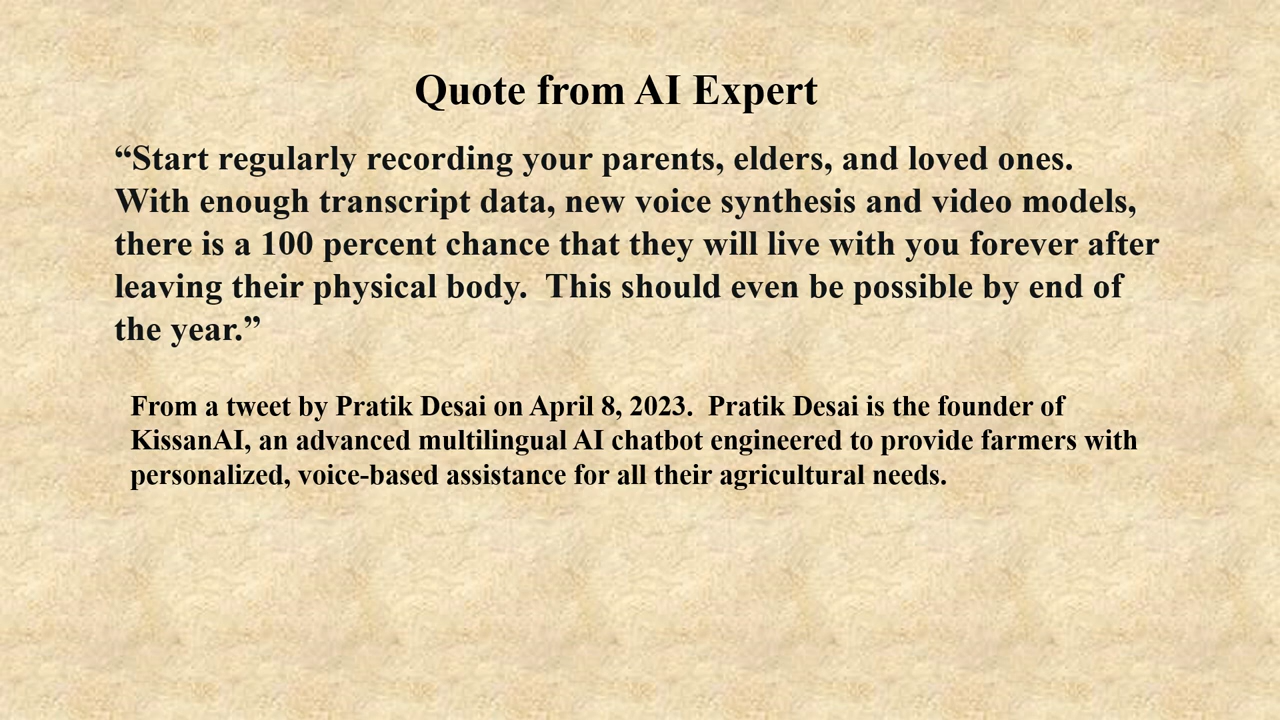 Quote from AI Expert
“Start regularly recording your parents, elders, and loved ones.
With enough transcript data, new voice synthesis and video models,
there is a 100 percent chance that they will live with you forever after
leaving their physical body.  This should even be possible by end of
the year.”
From a tweet by Pratik Desai on April 8, 2023.  Pratik Desai is the founder of
KissanAI, an advanced multilingual AI chatbot engineered to provide farmers with
personalized, voice-based assistance for all their agricultural needs.